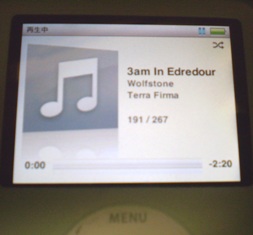 再生中
3am In Edredour
Wolfstone
Terra Firma
191 / 267
0:00 -2:20
MENU